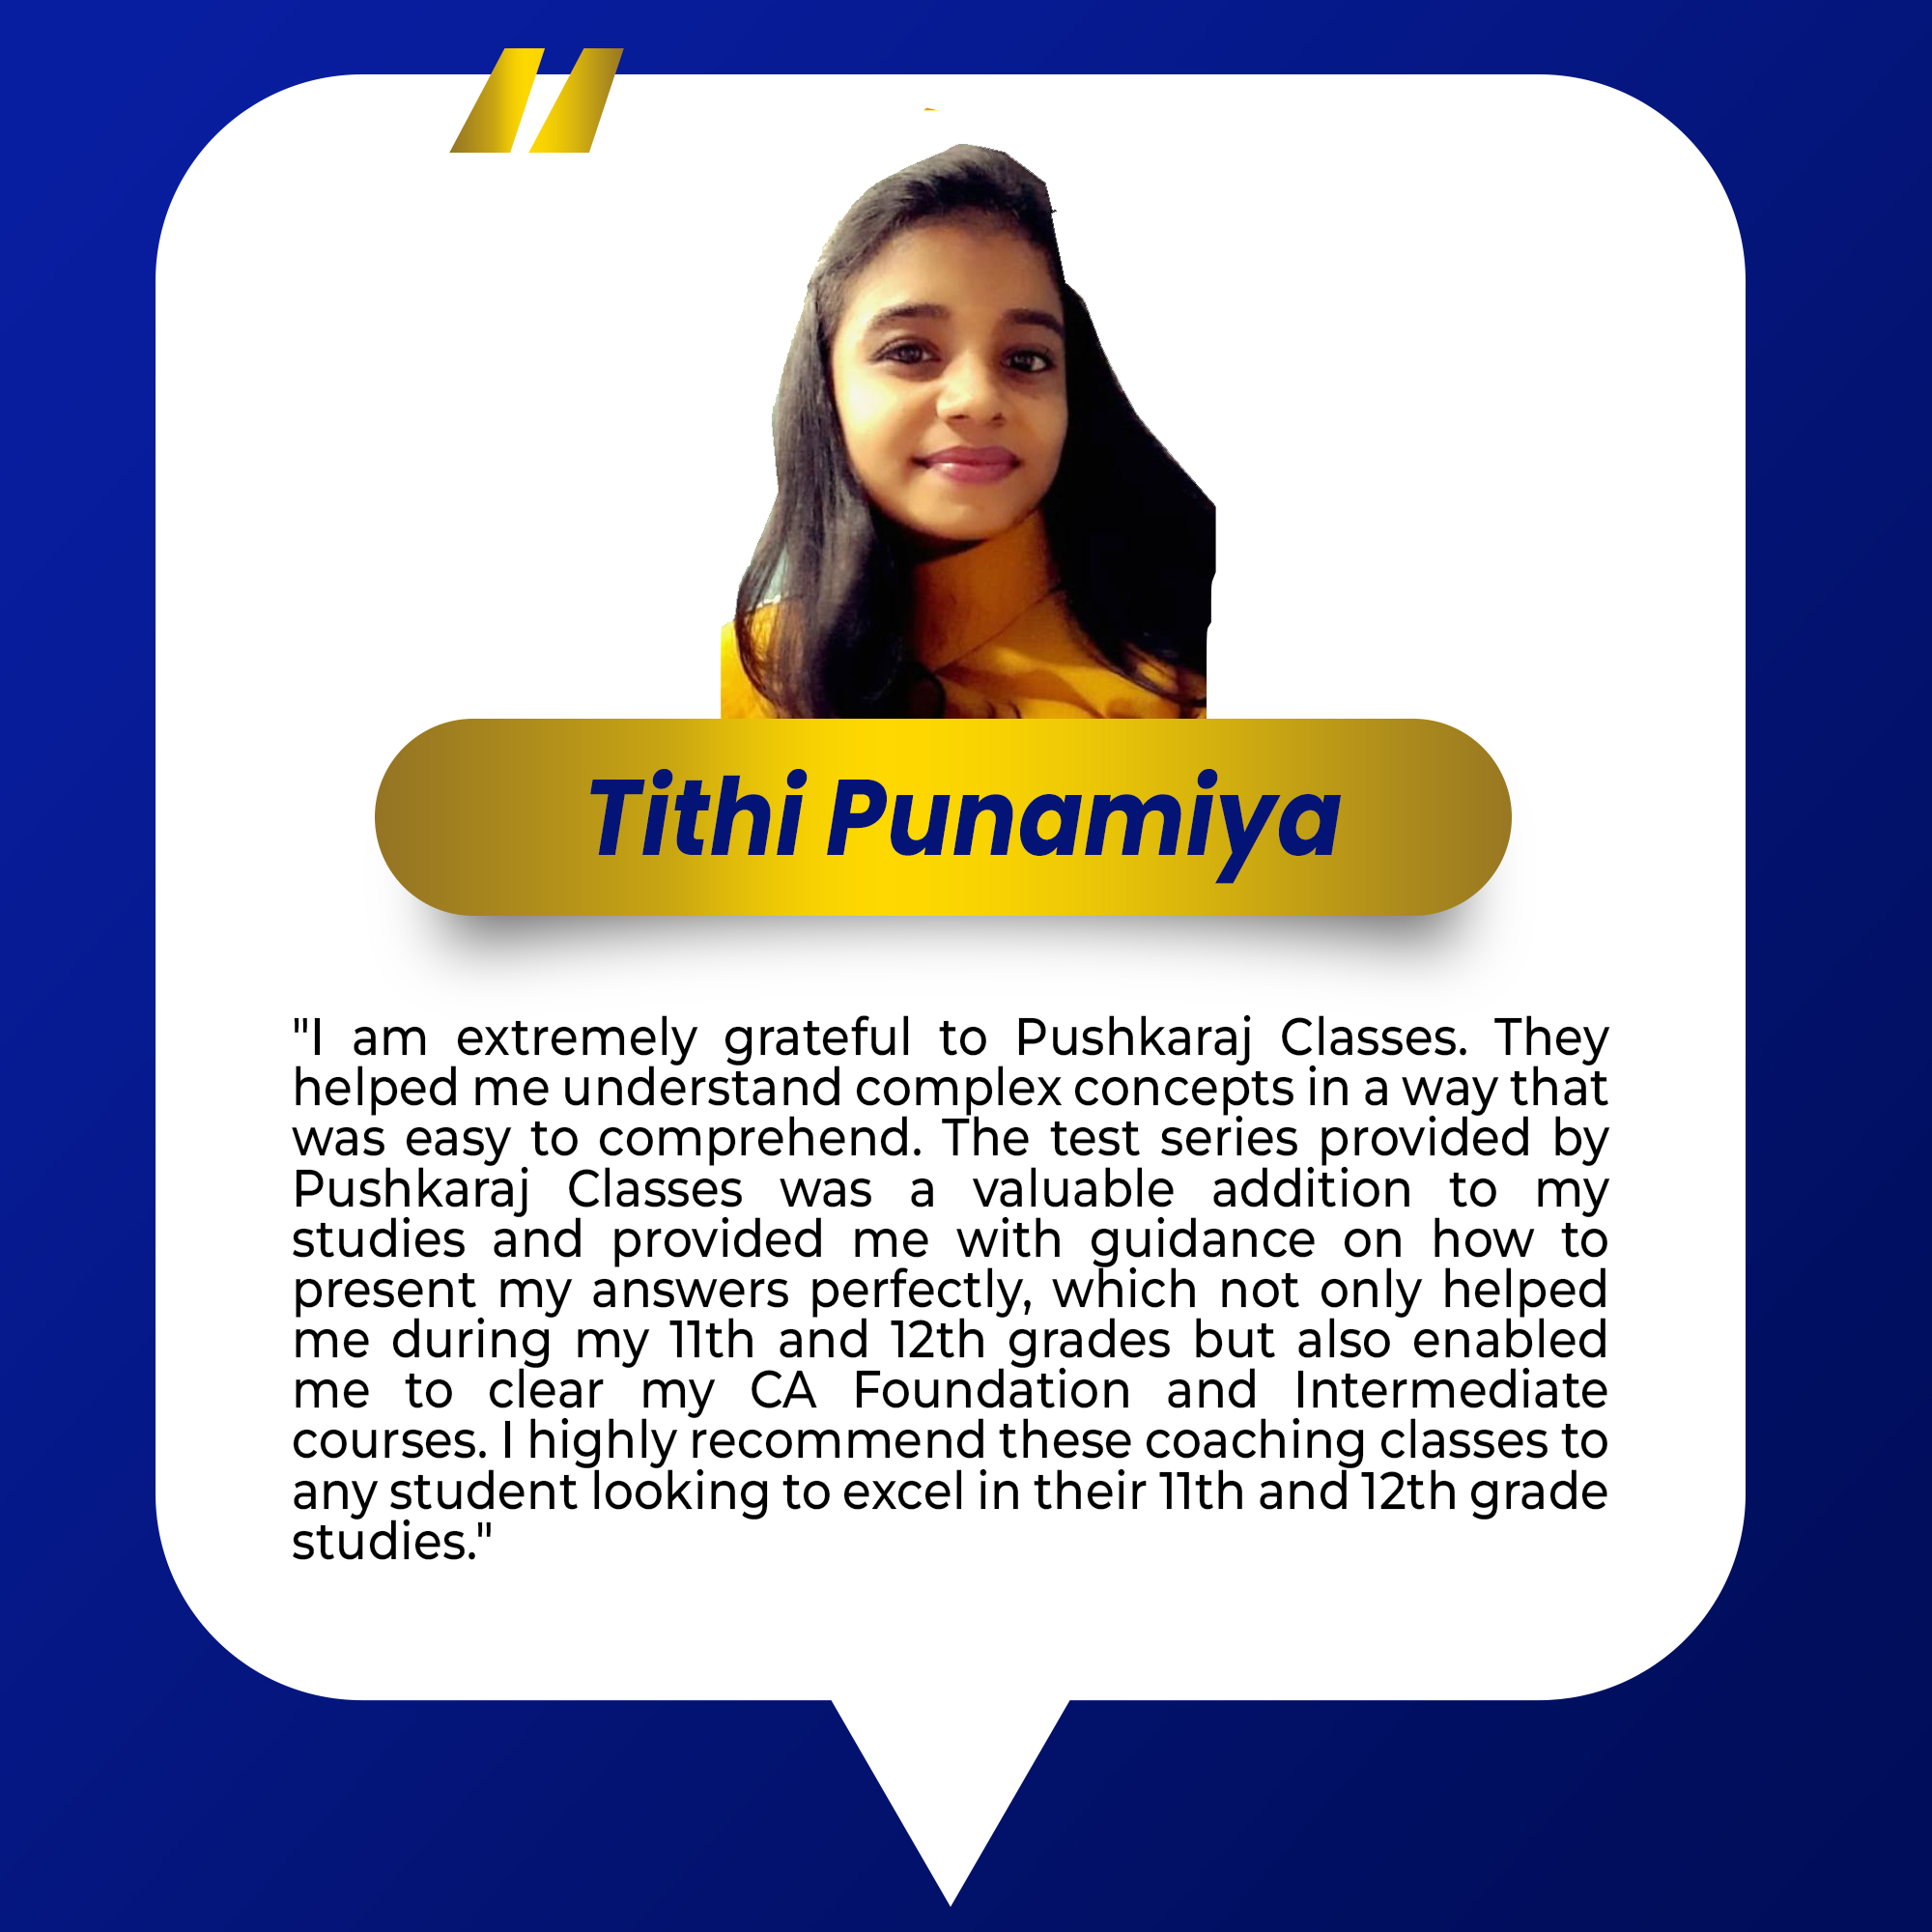 Tithi Punamiya
"I am extremely grateful to Pushkaraj Classes. They
helped me understand complex concepts in a way that
was easy to comprehend. The test series provided by
Pushkaraj Classes was a valuable addition to my
studies and provided me with guidance on how to
present my answers perfectly, which not only helped
me during my 11th and 12th grades but also enabled
me to clear my CA Foundation and Intermediate
courses. I highly recommend these coaching classes to
any student looking to excel in their 11th and 12th grade
studies."